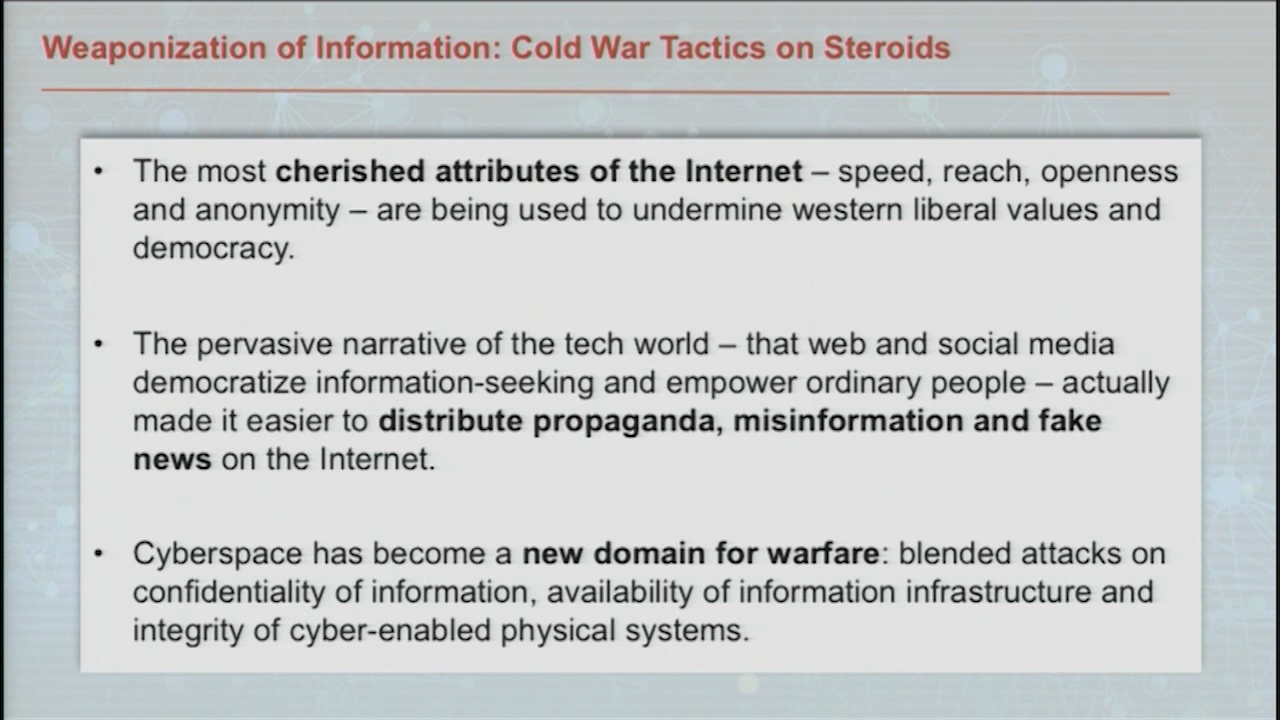 Weaponization of Information: Cold War Tactics on Steroids
• The most cherished attributes of the Internet – speed, reach, openness
and anonymity – are being used to undermine western liberal values and
democracy.
• The pervasive narrative of the tech world – that web and social media
democratize information-seeking and empower ordinary people – actually
made it easier to distribute propaganda, misinformation and fake
news on the Internet.
• Cyberspace has become a new domain for warfare: blended attacks on
confidentiality of information, availability of information infrastructure and
integrity of cyber-enabled physical systems.